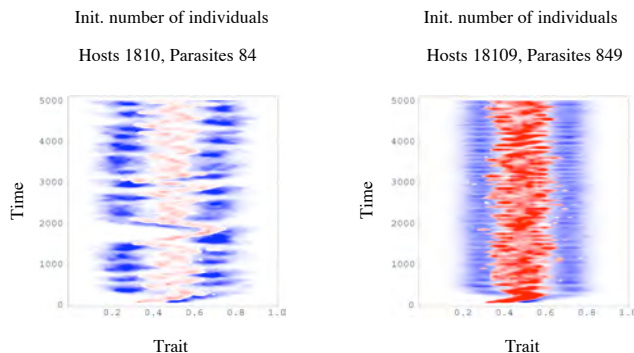 Init. number of individuals
Hosts 1810, Parasites 84
5000
4000
3000
2000
1000
0
0.2 0.4 0.6 0.8 1.0
Time
Trait
Init. number of individuals
Hosts 18109, Parasites 849
5000
4000
3000
2000
1000
0
0.2 0.4 0.6 0.8 1.0
Time
Trait